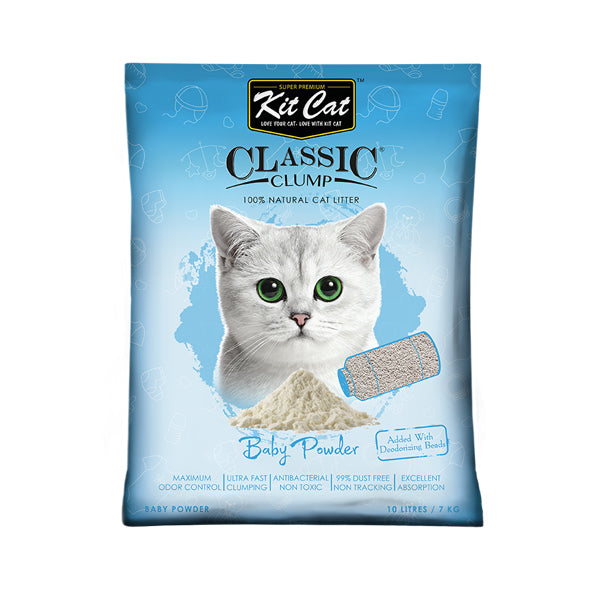 SUPER PREMIUM
Kit Cat™
LOVE YOUR CAT· LOVE WITH KIT CAT
CLASSIC®
CLUMP
100% NATURAL CAT LITTER
Baby Powder
Added With
Deodorizing Beads
MAXIMUM
ODOR CONTROL
ULTRA FAST
CLUMPING
ANTIBACTERIAL
NON TOXIC
99% DUST FREE
NON TRACKING
EXCELLENT
ABSORPTION
BABY POWDER
10 LITRES / 7 KG